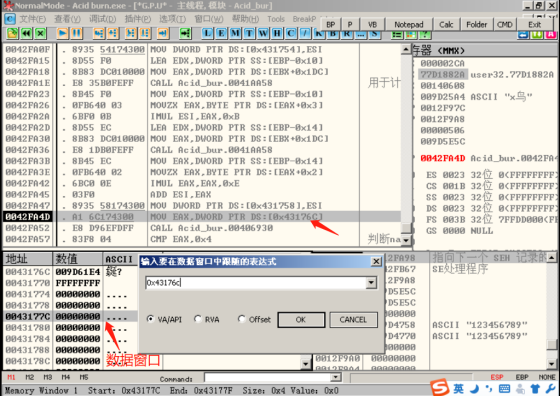 NormalMode - Acid burn.exe - [*G.P.U* - 主线程, 模块 - Acid_bur]
文件(F) 查看(V) 调试(D) 插件(P) 选项(T) 窗口(W) 帮助(H) Tools BreakP
BP P VB Notepad Calc Folder CMD Exit
L E M T W H C P K B R ... S
0042FA0F . 8935 54174300 MOV DWORD PTR DS:[0x431754],ESI
0042FA15 . 8D55 F0 LEA EDX,DWORD PTR SS:[EBP-0x10]
0042FA18 . 8B83 DC010000 MOV EAX,DWORD PTR DS:[EBX+0x1DC]
0042FA1E . E8 35B0FEFF CALL Acid_bur.0041AA58
0042FA23 . 8B45 F0 MOV EAX,DWORD PTR SS:[EBP-0x10]
0042FA26 . 0FB640 03 MOVZX EAX,BYTE PTR DS:[EAX+0x3]
0042FA2A . 6BF0 0B IMUL ESI,EAX,0xB
0042FA2D . 8D55 EC LEA EDX,DWORD PTR SS:[EBP-0x14]
0042FA30 . 8B83 DC010000 MOV EAX,DWORD PTR DS:[EBX+0x1DC]
0042FA36 . E8 1DB0FEFF CALL Acid_bur.0041AA58
0042FA3B . 8B45 EC MOV EAX,DWORD PTR SS:[EBP-0x14]
0042FA3E . 0FB640 02 MOVZX EAX,BYTE PTR DS:[EAX+0x2]
0042FA42 . 6BC0 0E IMUL EAX,EAX,0xE
0042FA45 . 03F0 ADD ESI,EAX
0042FA47 . 8935 58174300 MOV DWORD PTR DS:[0x431758],ESI
0042FA4D . A1 6C174300 MOV EAX,DWORD PTR DS:[0x43176C]
0042FA52 . E8 D96EFDFF CALL Acid_bur.00406930
0042FA57 . 83F8 04 CMP EAX,0x4
用于计
判断na
存器 (MMX)
000002CA
77D1882A user32.77D1882A
00140608
009D25A4 ASCII "x鸟"
0012F97C
0012F9A8
00000506
009D5E5C
0042FA4D Acid_bur.0042FA4
ES 0023 32位 0(FFFFFFFF
CS 001B 32位 0(FFFFFFFF
SS 0023 32位 0(FFFFFFFF
DS 0023 32位 0(FFFFFFFF
FS 003B 32位 7FFDD000(FF
GS 0000 NULL
地址 数值 ASCII
0043176C 009D61E4
00431770 FFFFFFFF
00431774 00000000 ....
00431778 00000000 ....
0043177C 00000000 ....
00431780 00000000 ....
00431784 00000000 ....
00431788 00000000
0043178C 00000000
00431790 00000000
数据窗口
输入要在数据窗口中跟随的表达式
0x43176c
VA/API RVA Offset OK CANCEL
0012FA98 指向下一个 SEH 记录的
0042FB67 SE处理程序
0012F9A8
009D5E5C
009D5E5C
009D4758 ASCII "123456789"
009D4770 ASCII "123456789"
00000000
0012F9A0
M1 M2 M3 M4 M5 Commands ESP EBP NONE
Memory Window 1 Start: 0x43177C End: 0x43177F Size: 0x4 Value: 0x0
S 英